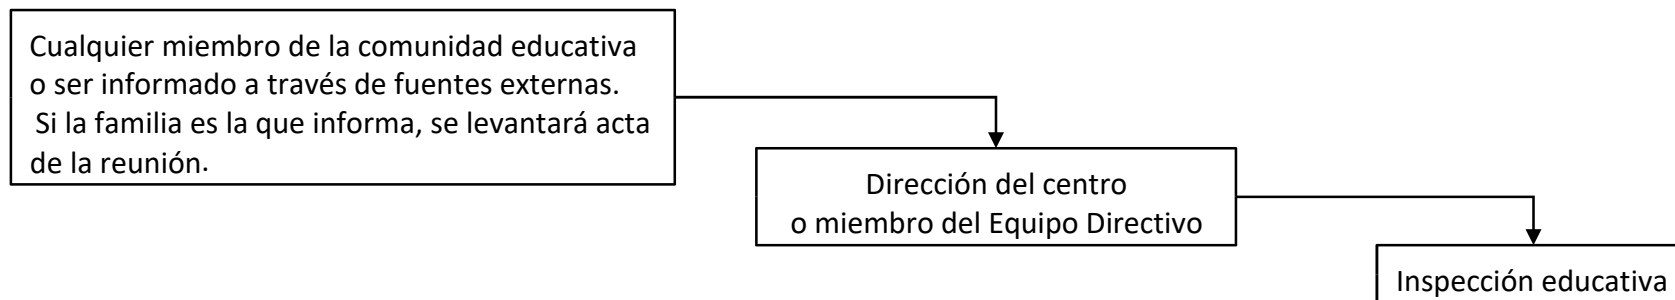 Cualquier miembro de la comunidad educativa
o ser informado a través de fuentes externas.
Si la familia es la que informa, se levantará acta
de la reunión.
Dirección del centro
o miembro del Equipo Directivo
Inspección educativa